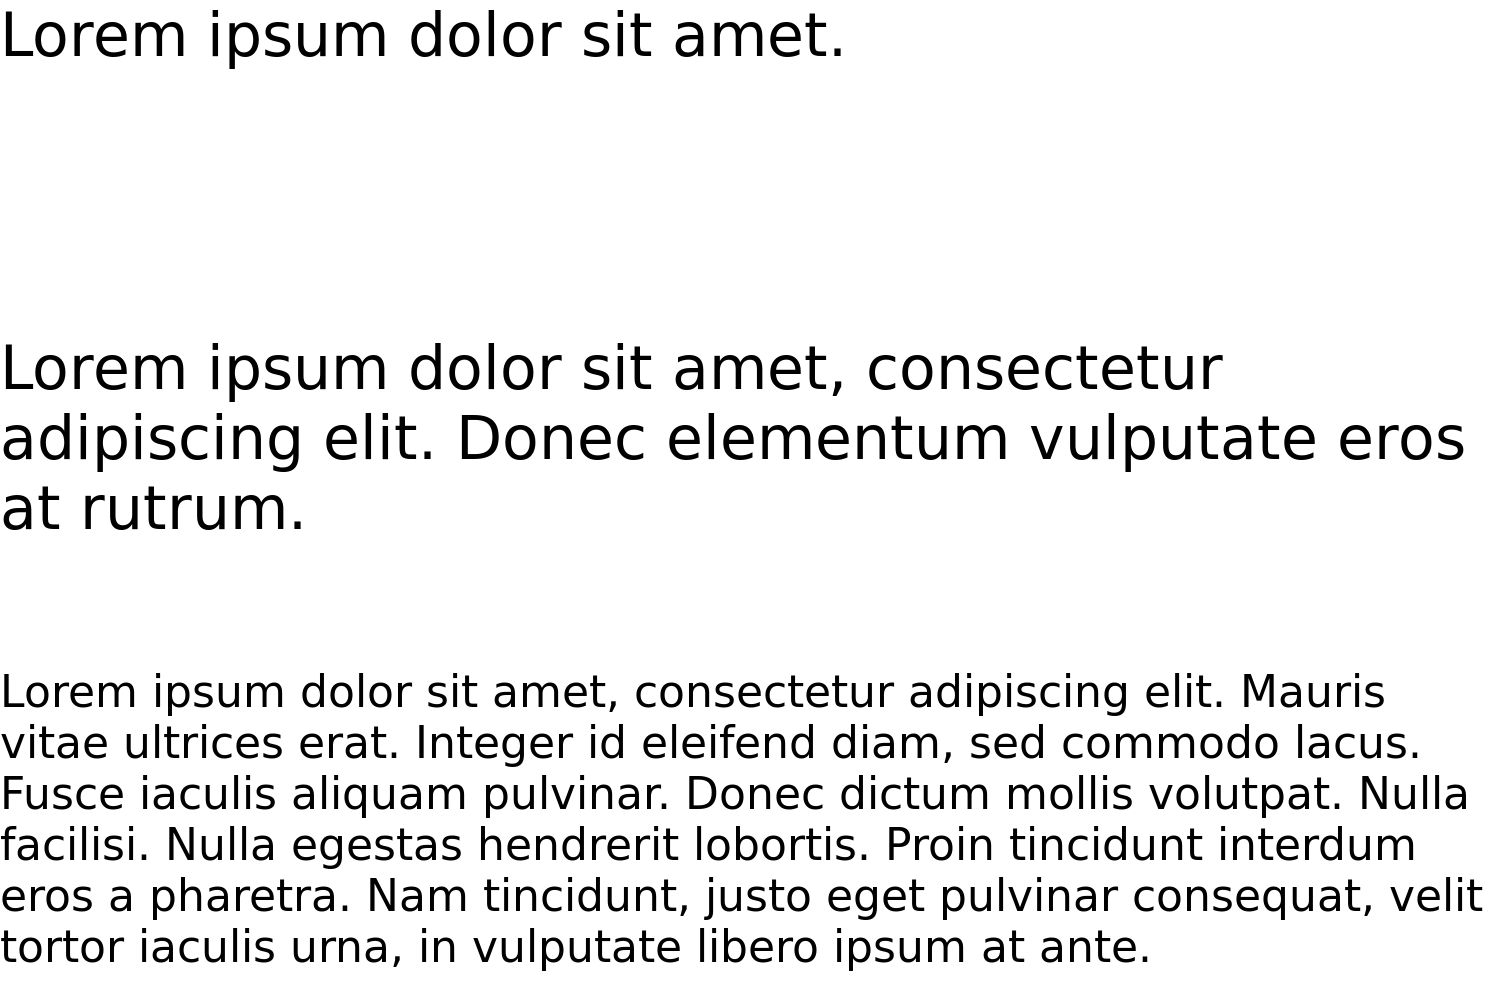 Lorem ipsum dolor sit amet.
Lorem ipsum dolor sit amet, consectetur
adipiscing elit. Donec elementum vulputate eros
at rutrum.
Lorem ipsum dolor sit amet, consectetur adipiscing elit. Mauris
vitae ultrices erat. Integer id eleifend diam, sed commodo lacus.
Fusce iaculis aliquam pulvinar. Donec dictum mollis volutpat. Nulla
facilisi. Nulla egestas hendrerit lobortis. Proin tincidunt interdum
eros a pharetra. Nam tincidunt, justo eget pulvinar consequat, velit
tortor iaculis urna, in vulputate libero ipsum at ante.